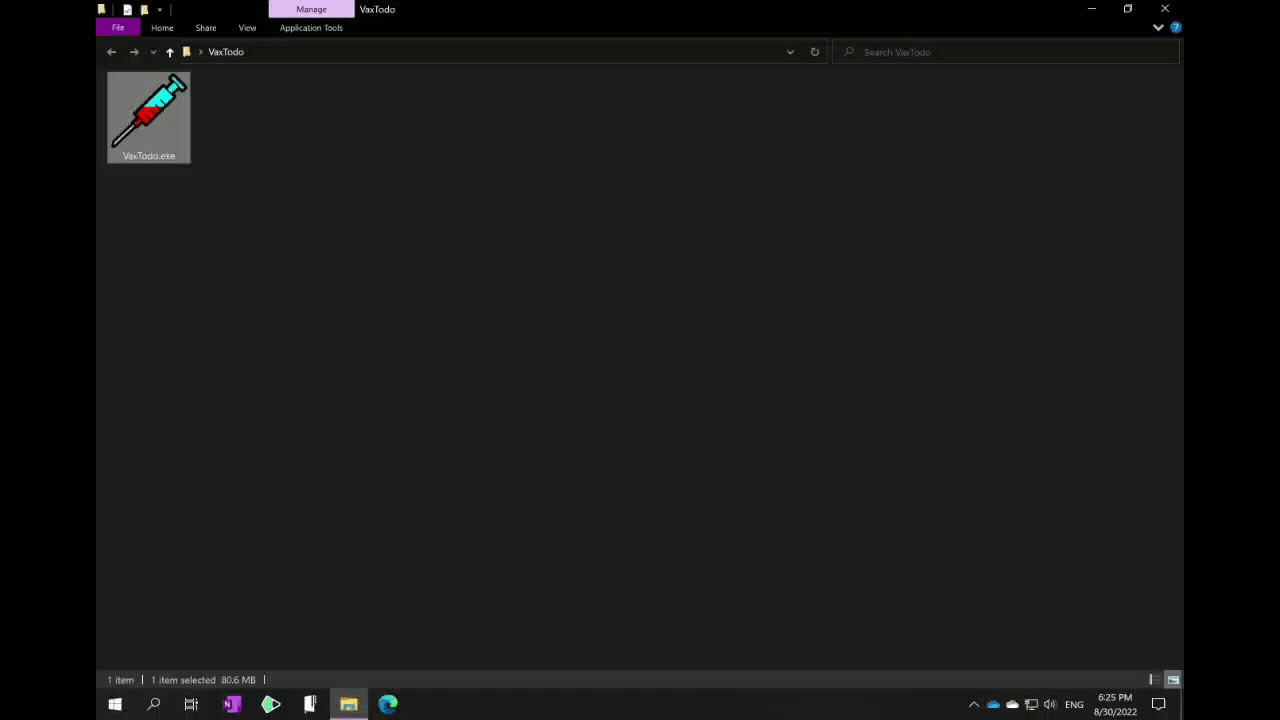 Manage VaxTodo
File Home Share View Application Tools
VaxTodo Search VaxTodo
VaxTodo.exe
1 item 1 item selected 80.6 MB
ENG 6:25 PM
8/30/2022